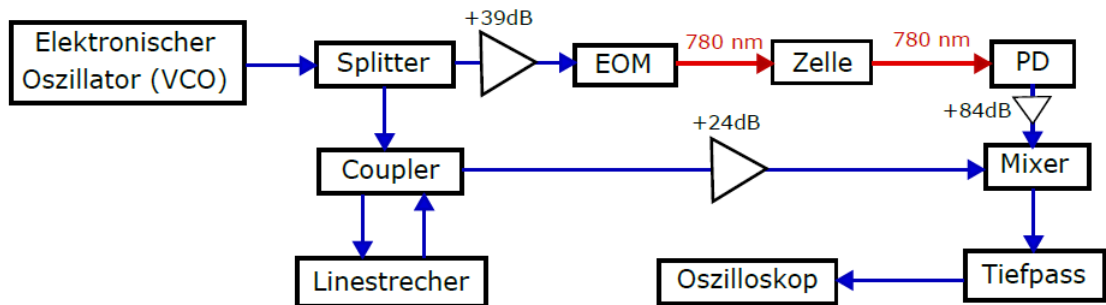 +39dB
Elektronischer
Oszillator (VCO)
Splitter
EOM
780 nm
Zelle
780 nm
PD
+84dB
+24dB
Coupler
Mixer
Linestrecher
Oszilloskop
Tiefpass